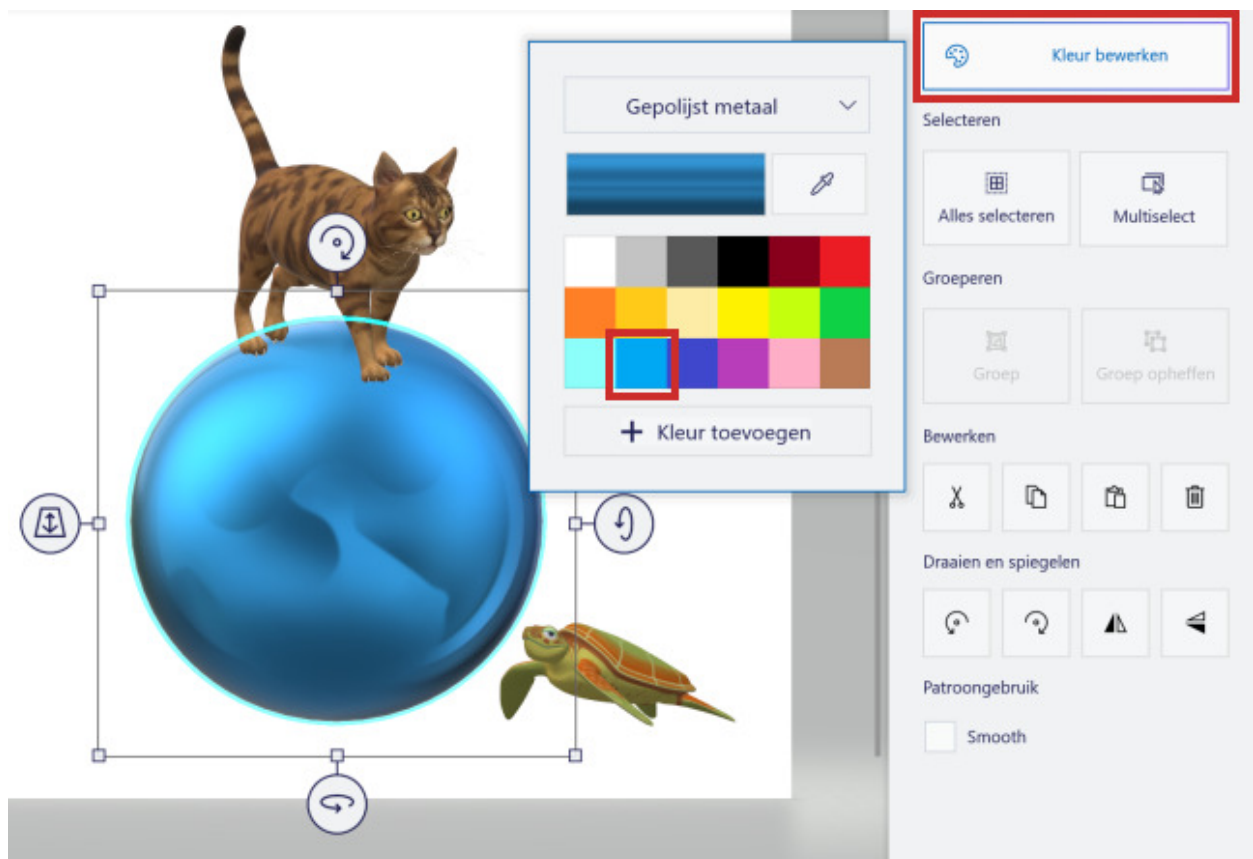 Kleur bewerken
Gepolijst metaal
Kleur toevoegen
Selecteren
Alles selecteren
Multiselect
Groeperen
Groep
Groep opheffen
Bewerken
Draaien en spiegelen
Patroongebruik
Smooth